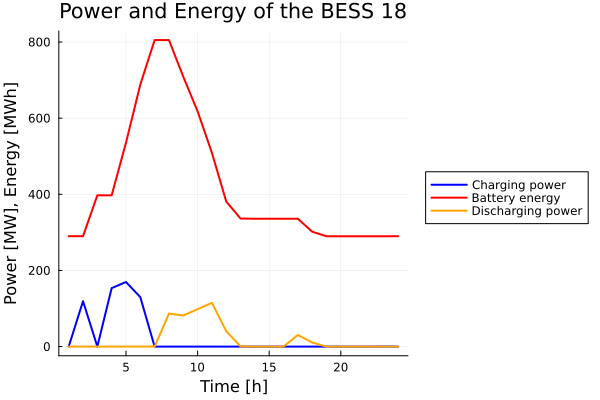 Power and Energy of the BESS 18
Power [MW], Energy [MWh]
800
600
400
200
0
5
10
15
20
Time [h]
Charging power
Battery energy
Discharging power